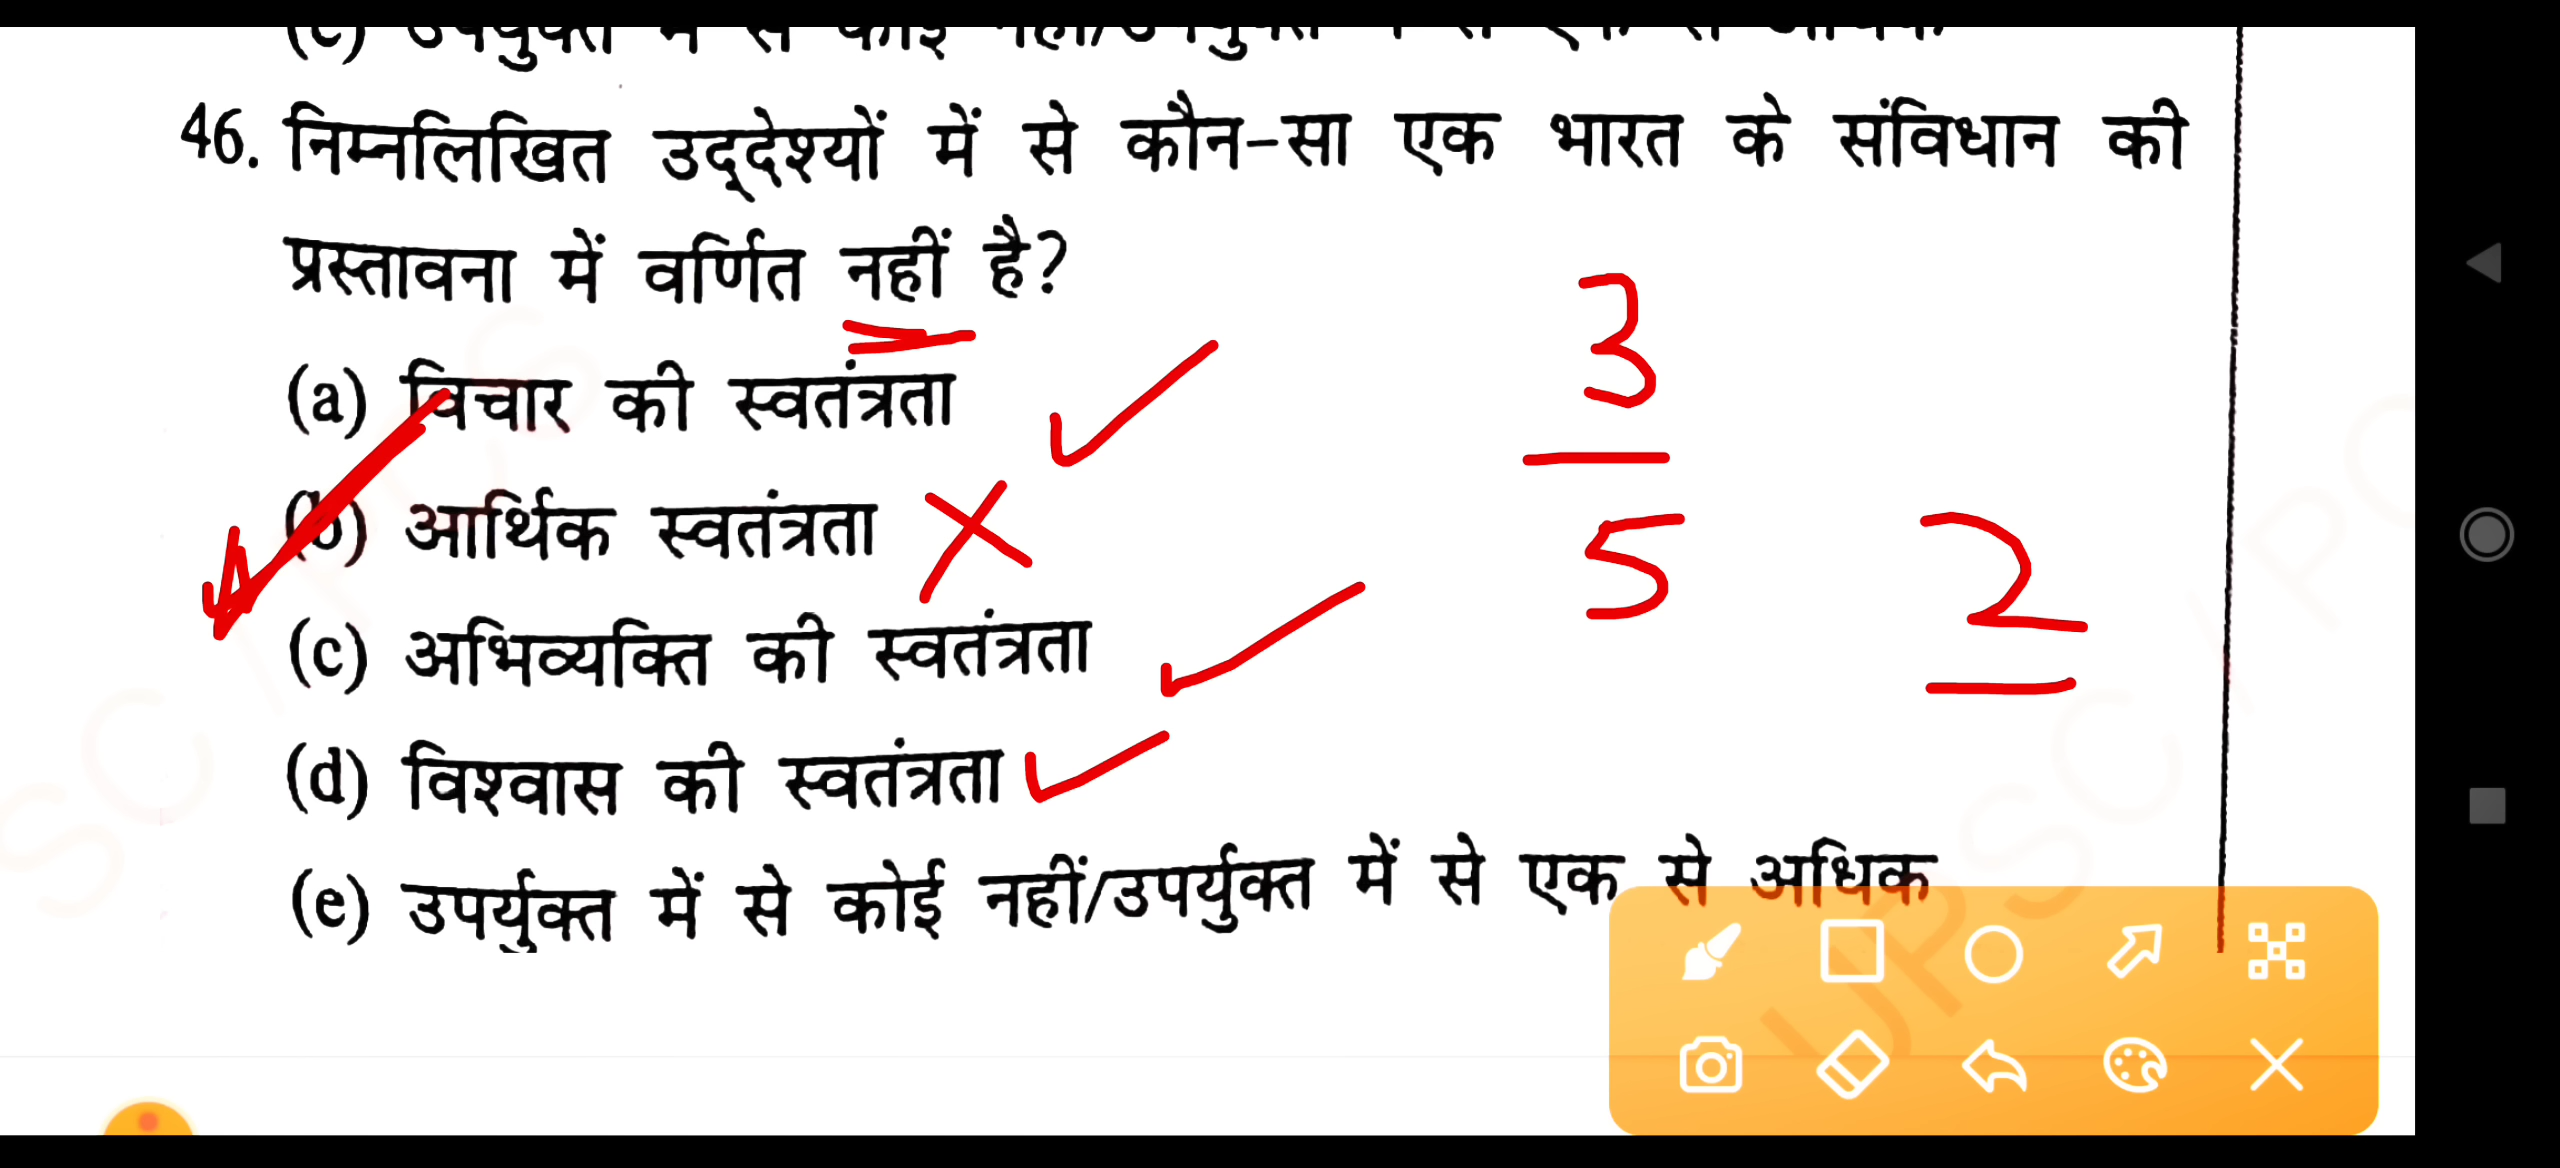 46. निम्नलिखित उद्देश्यों में से कौन-सा एक भारत के संविधान की
प्रस्तावना में वर्णित नहीं है?
(a) विचार की स्वतंत्रता
(b) आर्थिक स्वतंत्रता
(c) अभिव्यक्ति की स्वतंत्रता
(d) विश्वास की स्वतंत्रता
(e) उपर्युक्त में से कोई नहीं/उपर्युक्त में से एक से अधिक
3
5
2